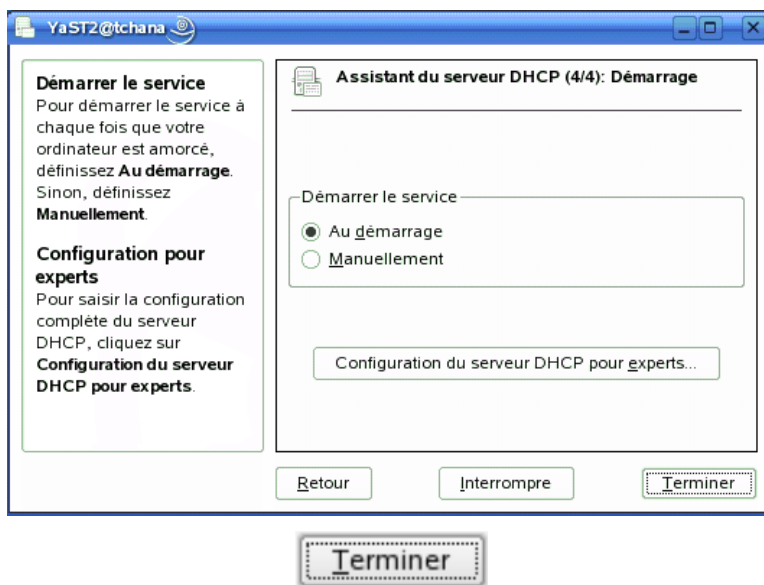 YaST2@tchana
Démarrer le service
Pour démarrer le service à
chaque fois que votre
ordinateur est amorcé,
définissez Au démarrage.
Sinon, définissez
Manuellement.
Configuration pour
experts
Pour saisir la configuration
complète du serveur
DHCP, cliquez sur
Configuration du serveur
DHCP pour experts.
Assistant du serveur DHCP (4/4): Démarrage
Démarrer le service
Au démarrage
Manuellement
Configuration du serveur DHCP pour experts...
Retour
Interrompre
Terminer
Terminer